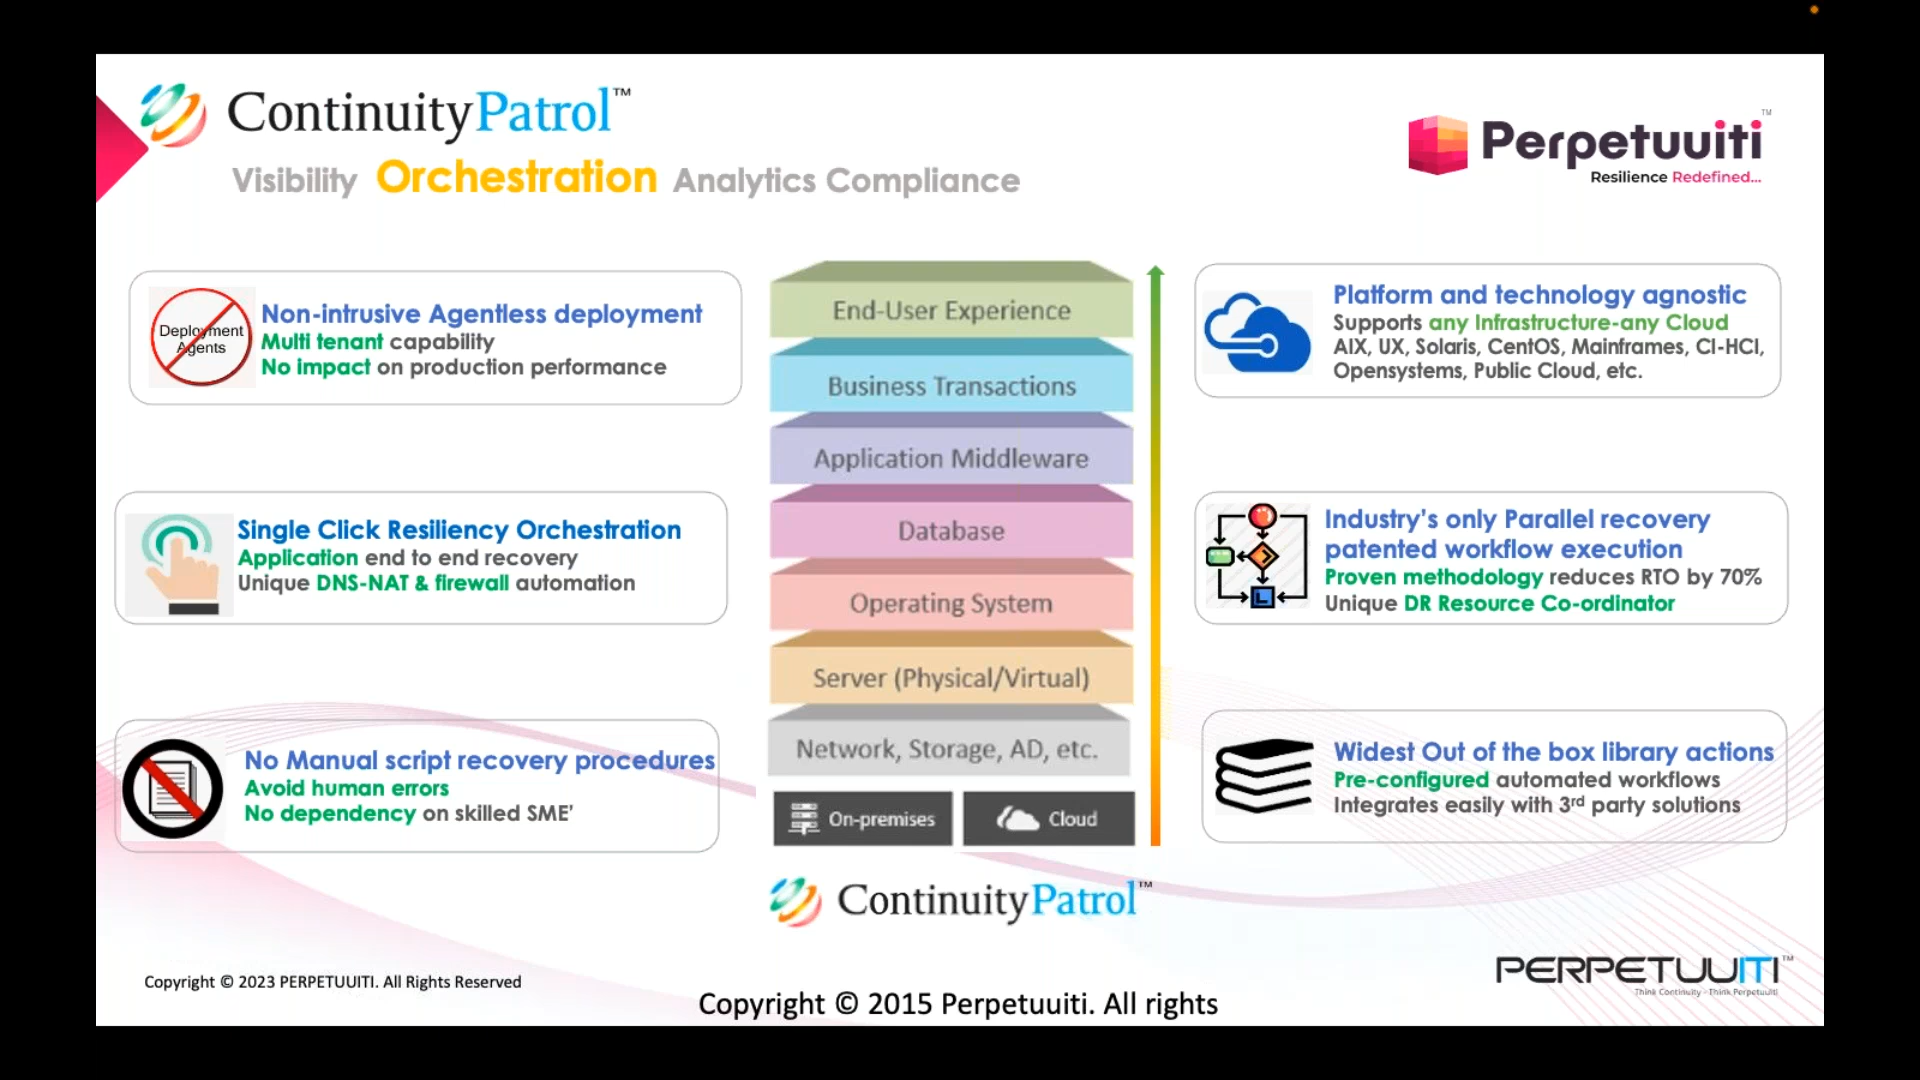 ContinuityPatrol™
Visibility Orchestration Analytics Compliance
Perpetuuiti™
Resilience Redefined...
Deployment
Agents
Non-intrusive Agentless deployment
Multi tenant capability
No impact on production performance
Single Click Resiliency Orchestration
Application end to end recovery
Unique DNS-NAT & firewall automation
No Manual script recovery procedures
Avoid human errors
No dependency on skilled SME'
End-User Experience
Business Transactions
Application Middleware
Database
Operating System
Server (Physical/Virtual)
Network, Storage, AD, etc.
On-premises
Cloud
ContinuityPatrol™
Platform and technology agnostic
Supports any Infrastructure-any Cloud
AIX, UX, Solaris, CentOS, Mainframes, CI-HCI,
Opensystems, Public Cloud, etc.
Industry's only Parallel recovery
patented workflow execution
Proven methodology reduces RTO by 70%
Unique DR Resource Co-ordinator
Widest Out of the box library actions
Pre-configured automated workflows
Integrates easily with 3rd party solutions
Copyright © 2023 PERPETUUITI. All Rights Reserved
Copyright © 2015 Perpetuuiti. All rights
PERPETUUITI™
Think Continuity - Think Perpetuuiti